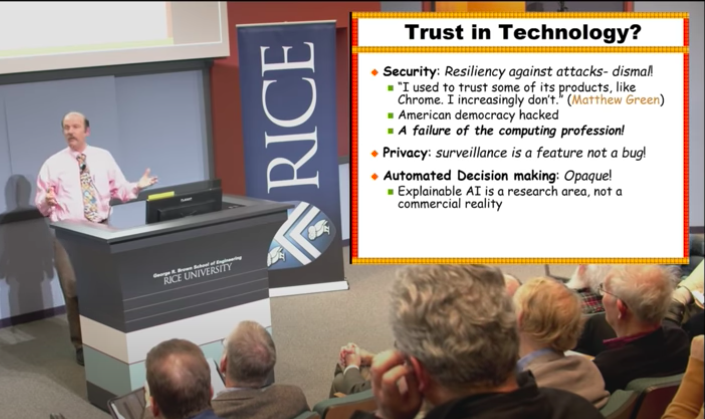 Trust in Technology?
Security: Resiliency against attacks- dismal!
"I used to trust some of its products, like
Chrome. I increasingly don't." (Matthew Green)
American democracy hacked
A failure of the computing profession!
Privacy: surveillance is a feature not a bug!
Automated Decision making: Opaque!
Explainable AI is a research area, not a
commercial reality
RICE
George R. Brown School of Engineering
RICE UNIVERSITY